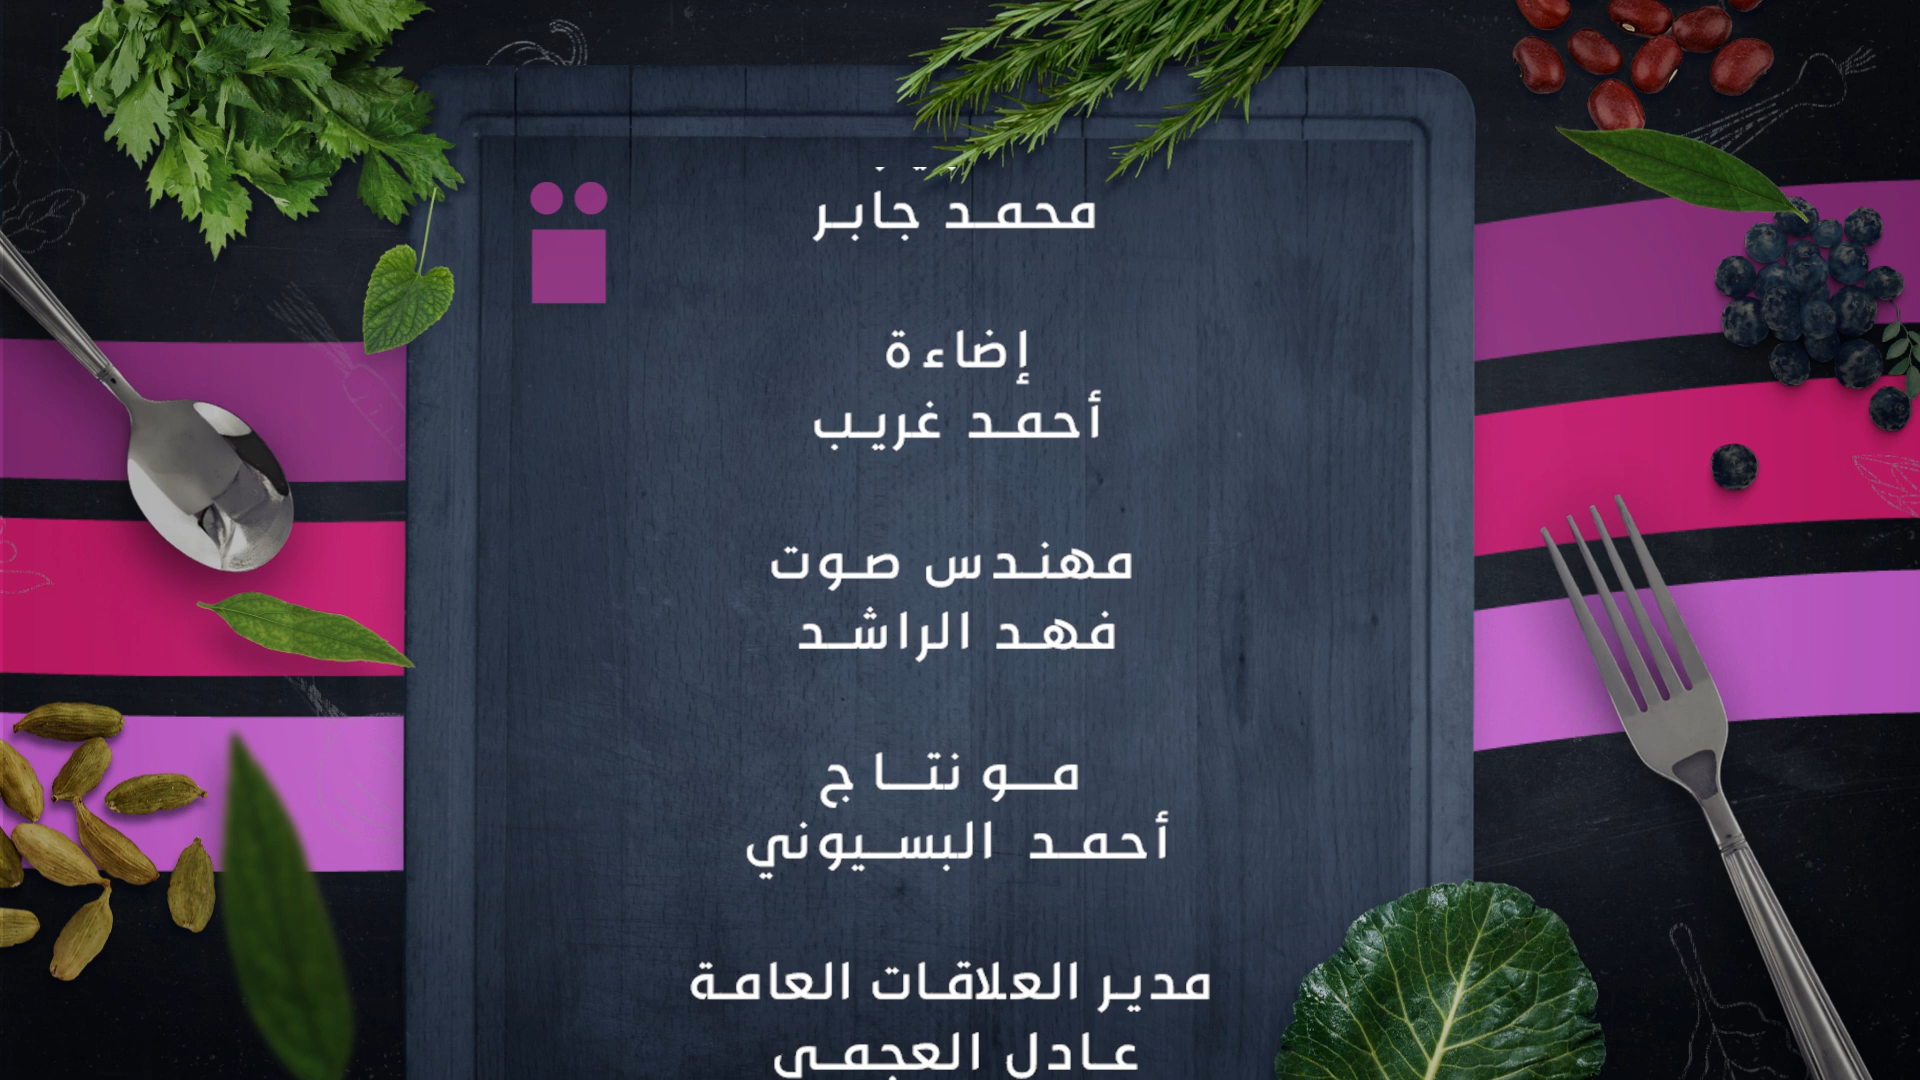 محمد جابر
إضاءة
أحمد غريب
مهندس صوت
فهد الراشد
مونتاج
أحمد البسيوني
مدير العلاقات العامة
عادل العجمي